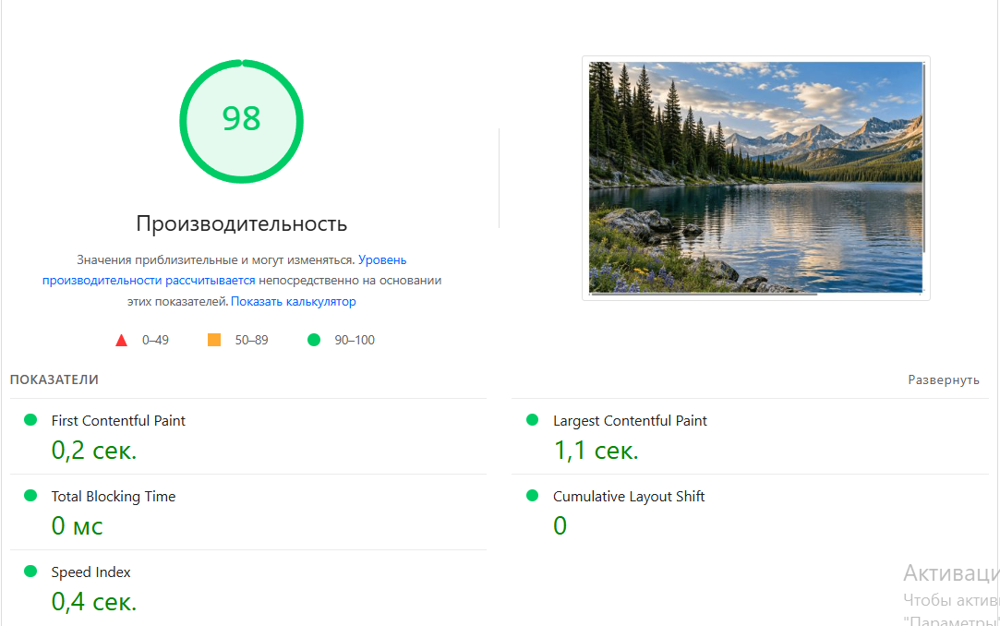 98
Производительность
Значения приблизительные и могут изменяться. Уровень
производительности рассчитывается непосредственно на основании
этих показателей. Показать калькулятор
0–49 50–89 90–100
ПОКАЗАТЕЛИ Развернуть
First Contentful Paint
0,2 сек.
Largest Contentful Paint
1,1 сек.
Total Blocking Time
0 мс
Cumulative Layout Shift
0
Speed Index
0,4 сек.
Активаци
Чтобы актив
"Параметры"